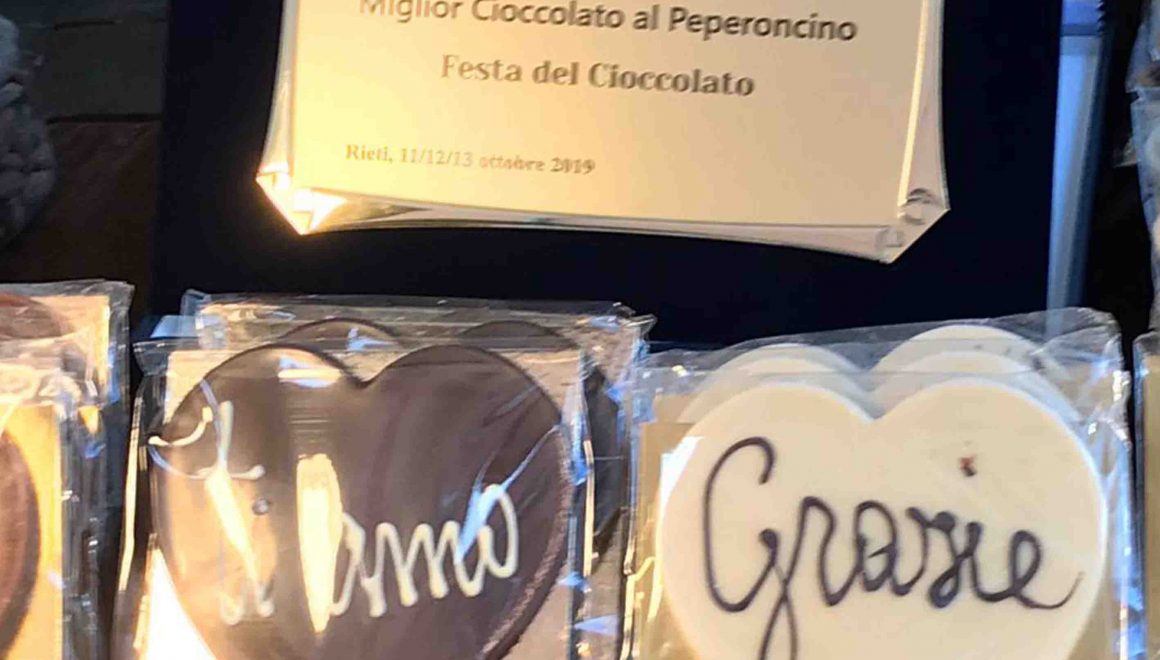 Miglior Cioccolato al Peperoncino
Festa del Cioccolato
Rieti, 11/12/13 ottobre 2019
ti amo
Grazie